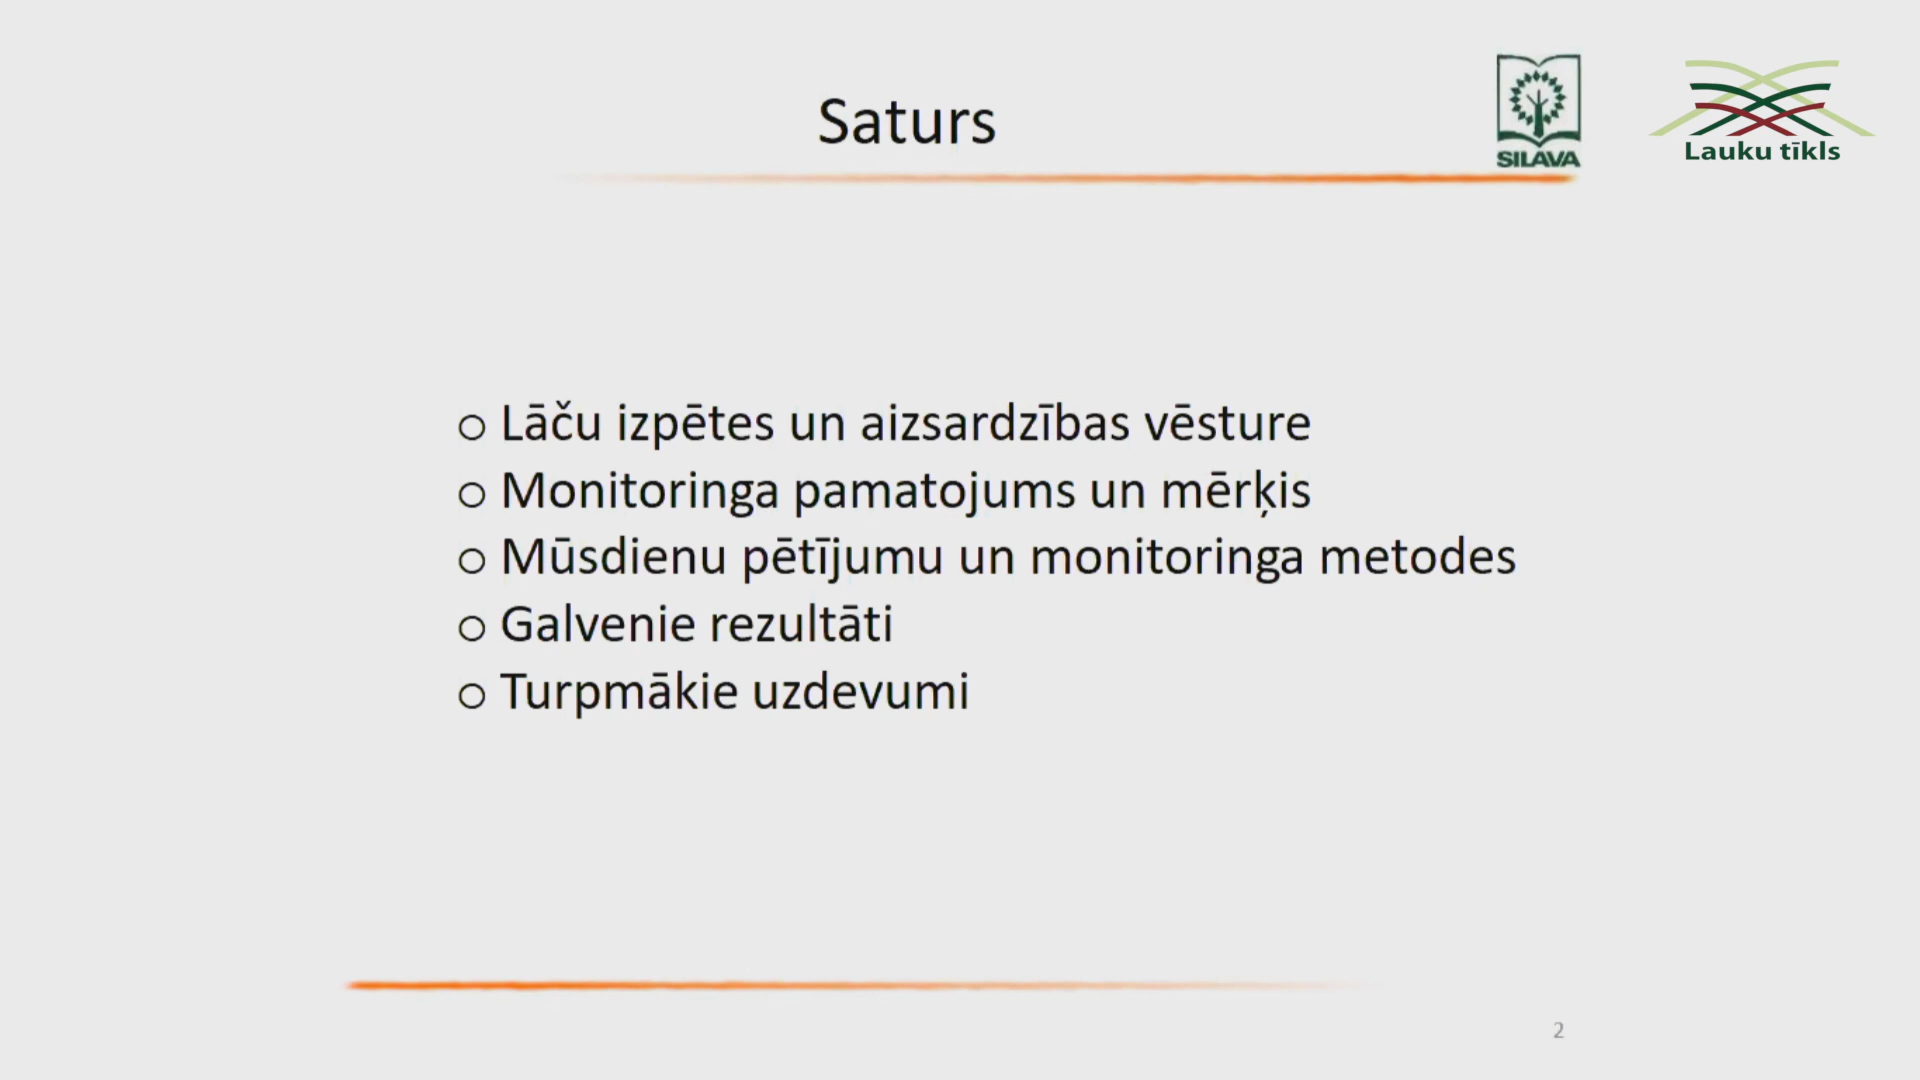 Saturs
SILAVA
Lauku tīkls
○ Lāču izpētes un aizsardzības vēsture
○ Monitoringa pamatojums un mērķis
○ Mūsdienu pētījumu un monitoringa metodes
○ Galvenie rezultāti
○ Turpmākie uzdevumi
2